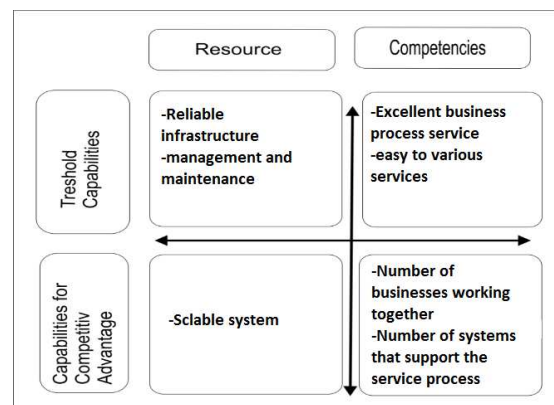 Resource
Competencies
Treshold
Capabilities
-Reliable
infrastructure
-management and
maintenance
-Excellent business
process service
-easy to various
services
Capabilities for
Competitiv
Advantage
-Sclable system
-Number of
businesses working
together
-Number of systems
that support the
service process